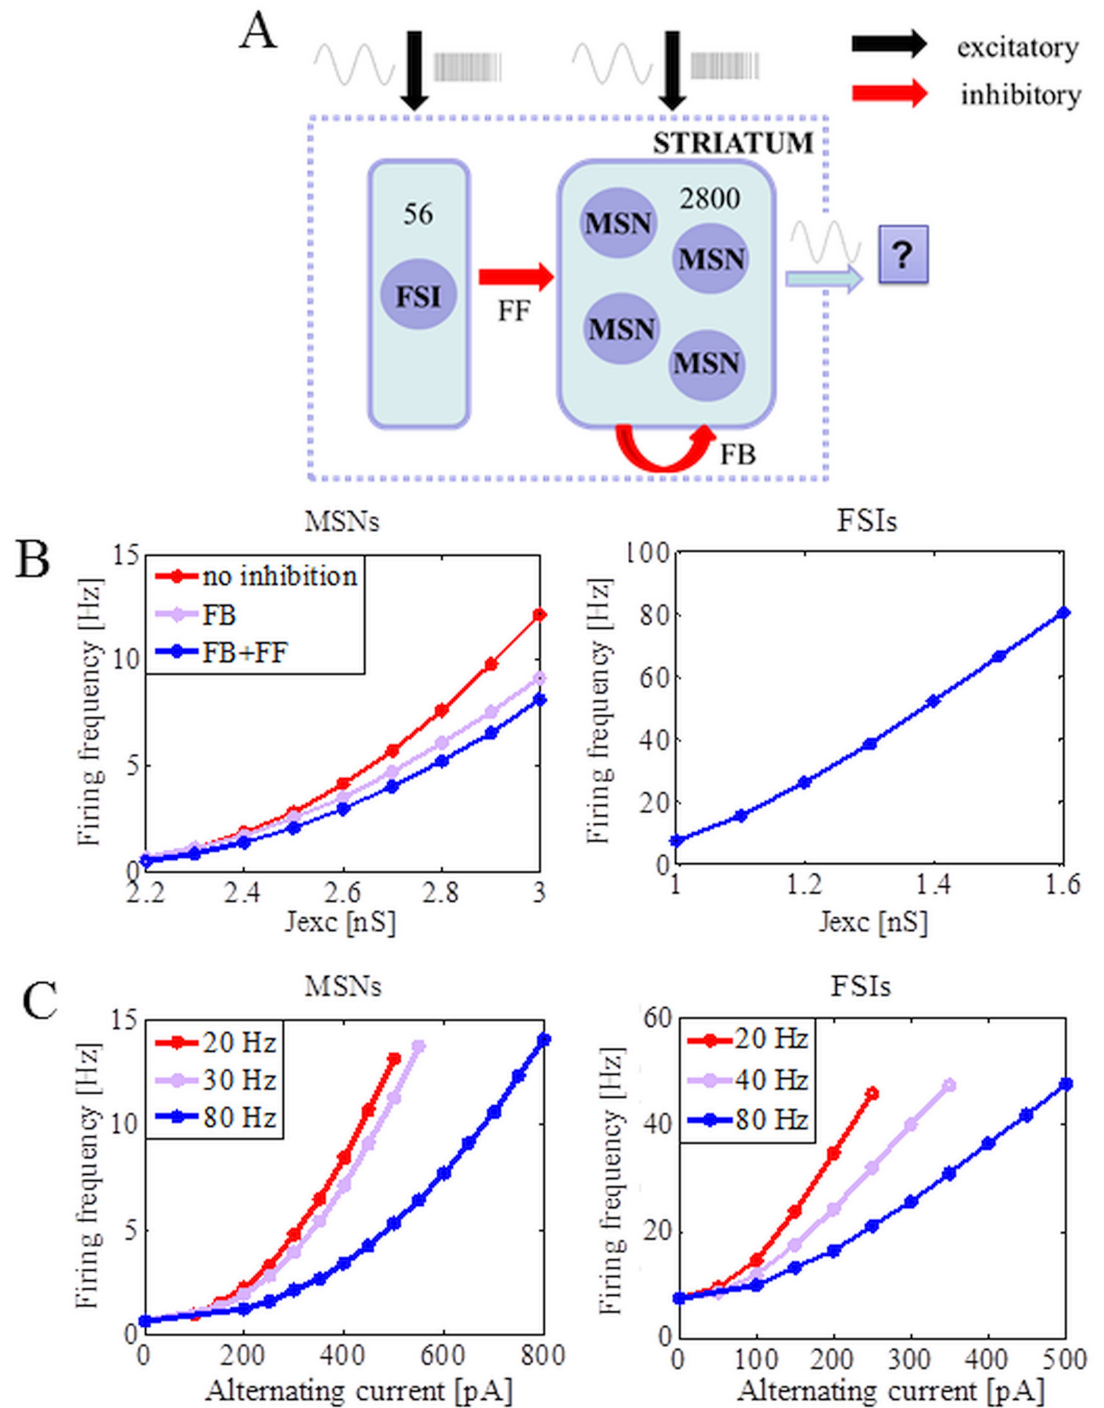 A
excitatory
inhibitory
STRIATUM
56
2800
MSN
MSN
FSI
MSN
MSN
FF
FB
?
B
MSNs
FSIs
Firing frequency [Hz]
15
10
5
0
no inhibition
FB
FB+FF
2.2 2.4 2.6 2.8 3
Jexc [nS]
Firing frequency [Hz]
100
80
60
40
20
0
1 1.2 1.4 1.6
Jexc [nS]
C
MSNs
FSIs
Firing frequency [Hz]
15
10
5
0
20 Hz
30 Hz
80 Hz
0 200 400 600 800
Alternating current [pA]
Firing frequency [Hz]
60
40
20
0
20 Hz
40 Hz
80 Hz
0 100 200 300 400 500
Alternating current [pA]